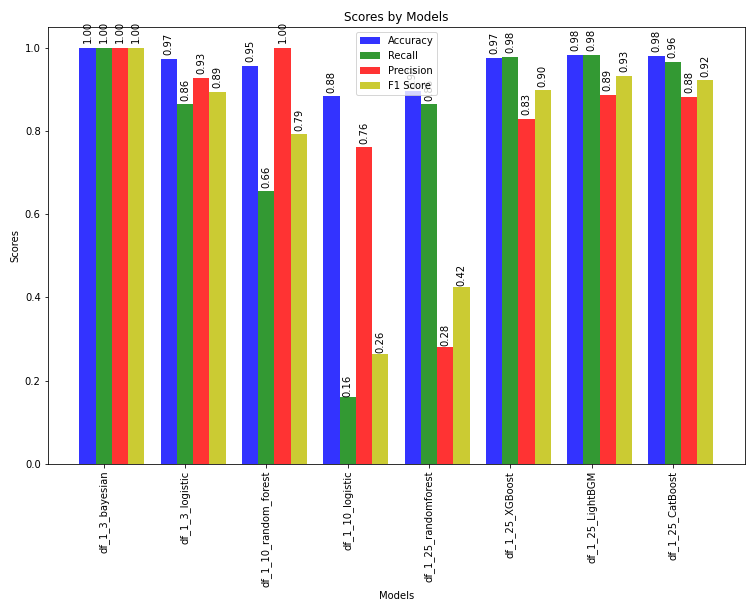 Scores by Models
Accuracy
Recall
Precision
F1 Score
Scores
1.0
0.8
0.6
0.4
0.2
0.0
1.00
1.00
1.00
1.00
0.97
0.86
0.93
0.89
0.95
0.66
1.00
0.79
0.88
0.16
0.76
0.26
0.28
0.42
0.97
0.98
0.83
0.90
0.98
0.98
0.89
0.93
0.98
0.96
0.88
0.92
df_1_3_bayesian
df_1_3_logistic
df_1_10_random_forest
df_1_10_logistic
df_1_25_randomforest
df_1_25_XGBoost
df_1_25_LightBGM
df_1_25_CatBoost
Models